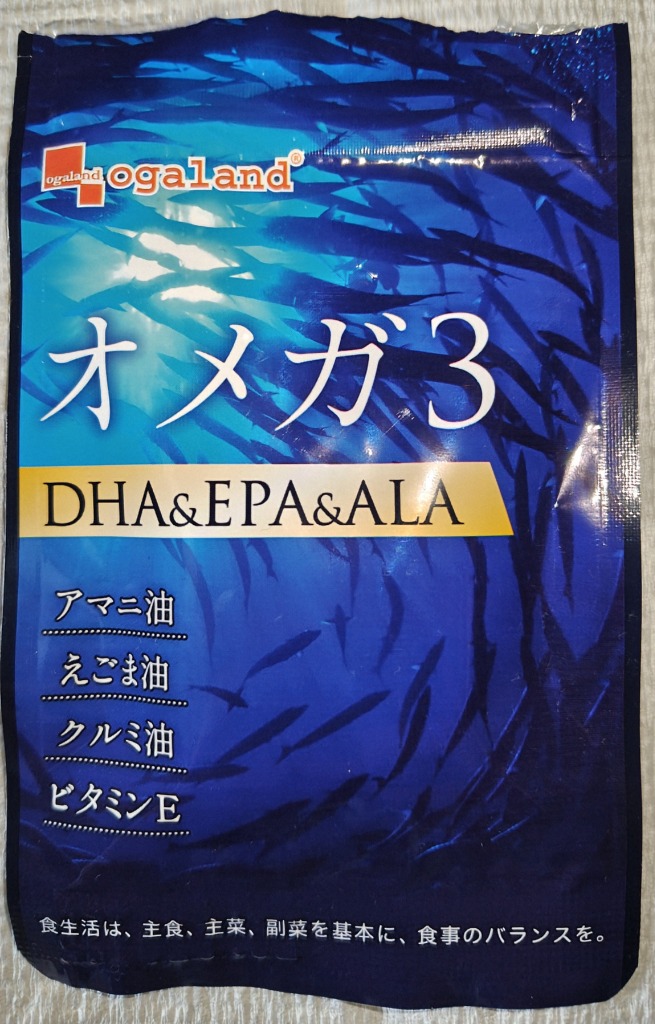 ogaland ogaland®
オメガ3
DHA&EPA&ALA
アマニ油
えごま油
クルミ油
ビタミンE
食生活は、主食、主菜、副菜を基本に、食事のバランスを。